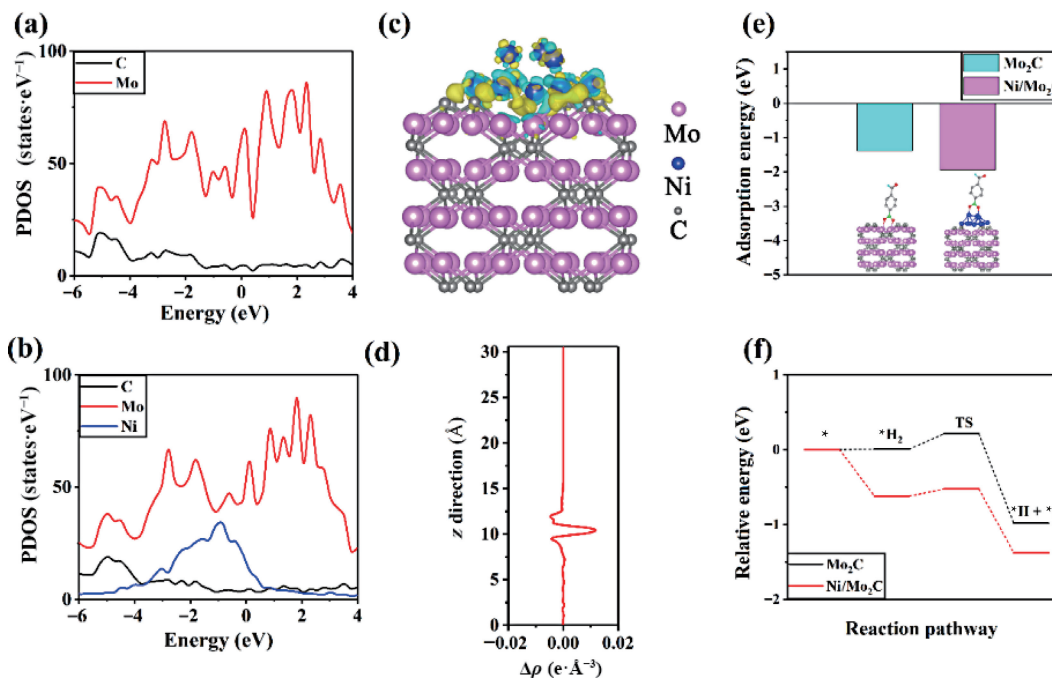 (a)
100
50
0
PDOS (states·eV⁻¹)
C
Mo
−6
−4
−2
0
2
4
Energy (eV)
(b)
100
50
0
PDOS (states·eV⁻¹)
C
Mo
Ni
−6
−4
−2
0
2
4
Energy (eV)
(c)
Mo
Ni
C
(d)
30
25
20
15
10
5
0
z direction (Å)
−0.02
0.00
0.02
Δρ (e·Å⁻³)
(e)
2
1
0
−1
−2
−3
−4
−5
Adsorption energy (eV)
Mo₂C
Ni/Mo₂
(f)
1
0
−1
−2
Relative energy (eV)
*
*H₂
TS
*H + *
Mo₂C
Ni/Mo₂C
Reaction pathway